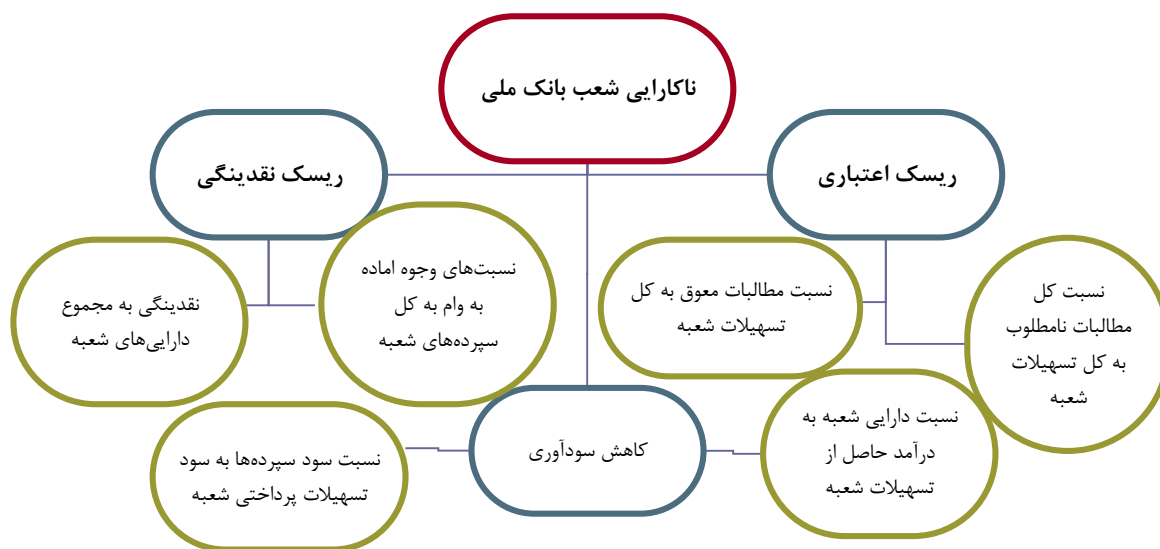 ناکارایی شعب بانک ملی
ریسک اعتباری
ریسک نقدینگی
نسبت کل
مطالبات نامطلوب
به کل تسهیلات
شعبه
نسبت مطالبات معوق به کل
تسهیلات شعبه
نسبت‌های وجوه اماده
به وام به کل
سپرده‌های شعبه
نقدینگی به مجموع
دارایی‌های شعبه
کاهش سودآوری
نسبت دارایی شعبه به
درآمد حاصل از
تسهیلات شعبه
نسبت سود سپرده‌ها به سود
تسهیلات پرداختی شعبه